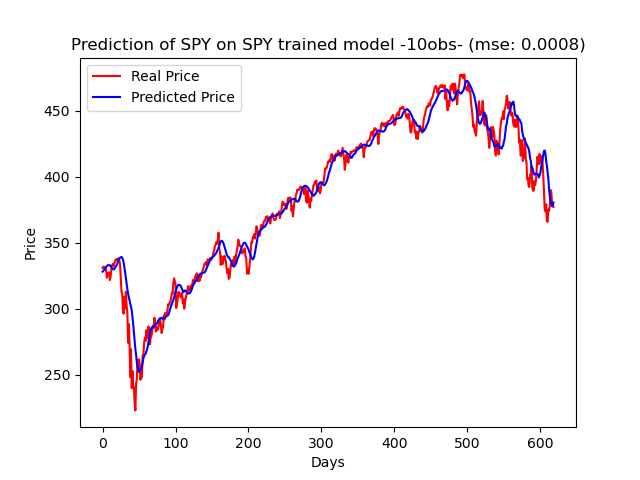 Prediction of SPY on SPY trained model -10obs- (mse: 0.0008)
Real Price
Predicted Price
450
400
350
300
250
Price
0 100 200 300 400 500 600
Days